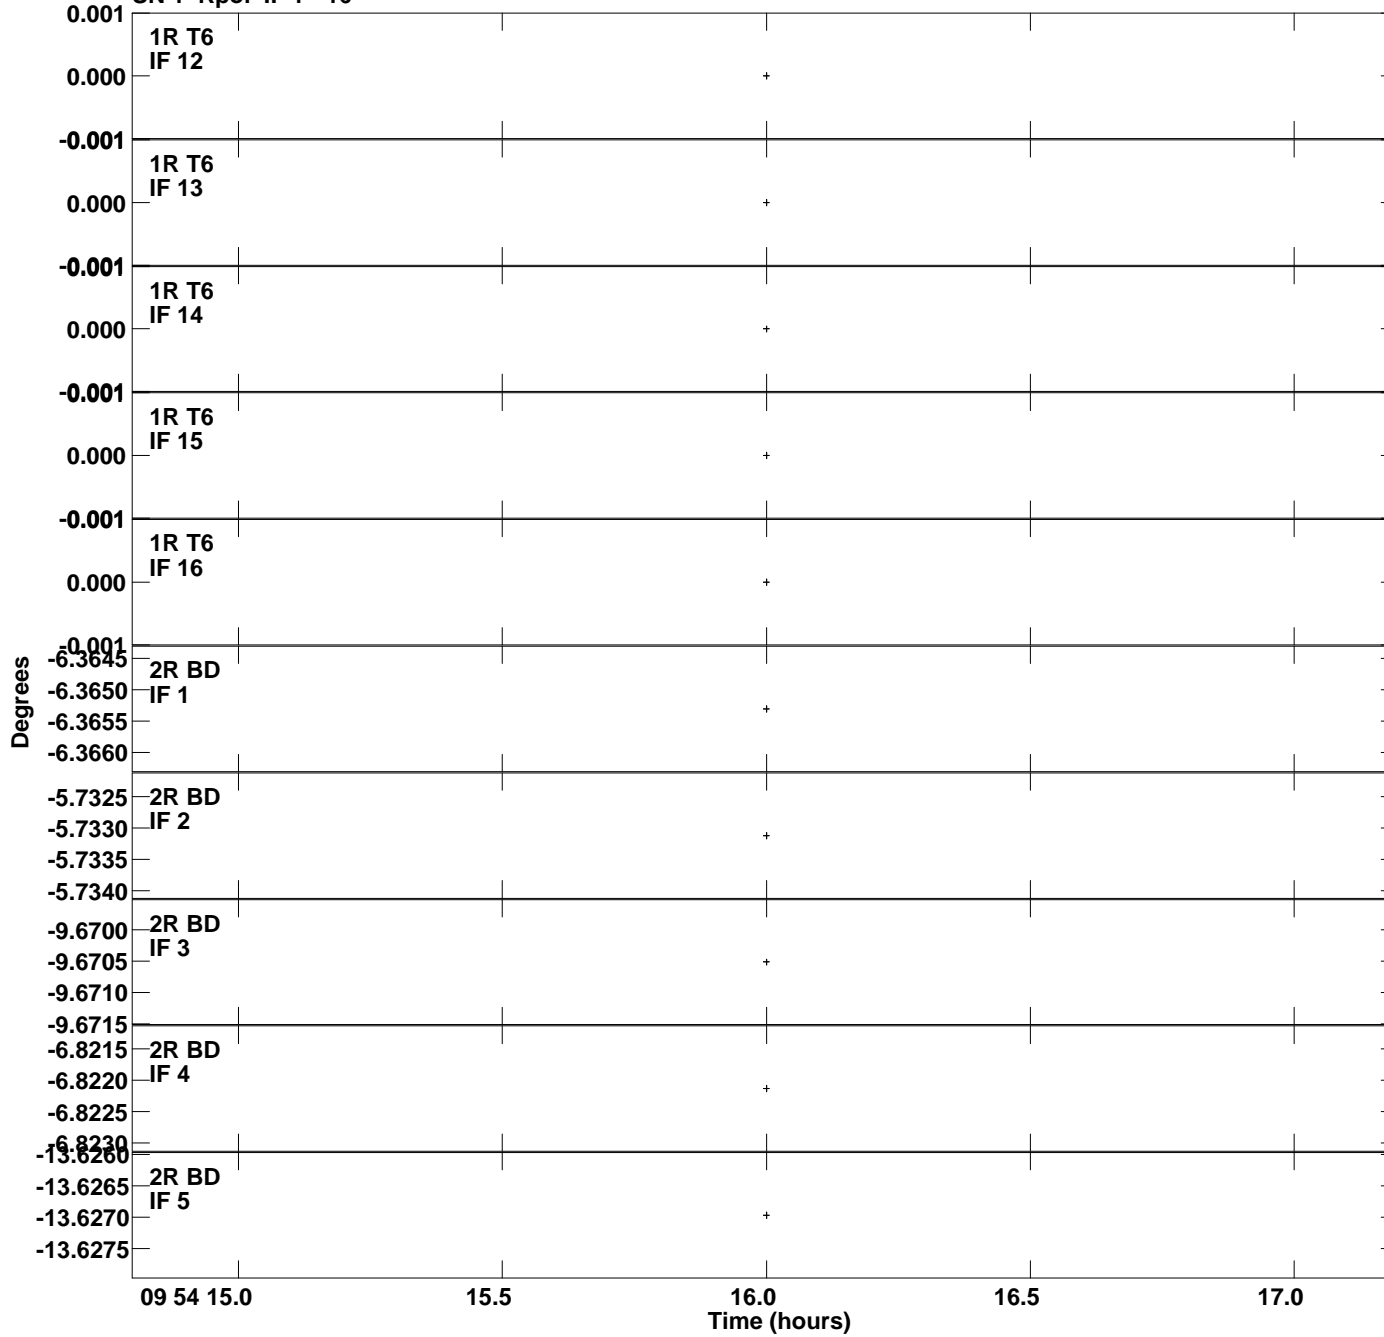 0.001
1R T6
IF 12
0.000
-0.001
1R T6
IF 13
0.000
-0.001
1R T6
IF 14
0.000
-0.001
1R T6
IF 15
0.000
-0.001
1R T6
IF 16
0.000
-0.001
Degrees
-6.3645
2R BD
IF 1
-6.3650
-6.3655
-6.3660
-5.7325
2R BD
IF 2
-5.7330
-5.7335
-5.7340
-9.6700
2R BD
IF 3
-9.6705
-9.6710
-9.6715
-6.8215
2R BD
IF 4
-6.8220
-6.8225
-6.8230
-13.6260
2R BD
IF 5
-13.6265
-13.6270
-13.6275
09 54 15.0 15.5 16.0 16.5 17.0
Time (hours)